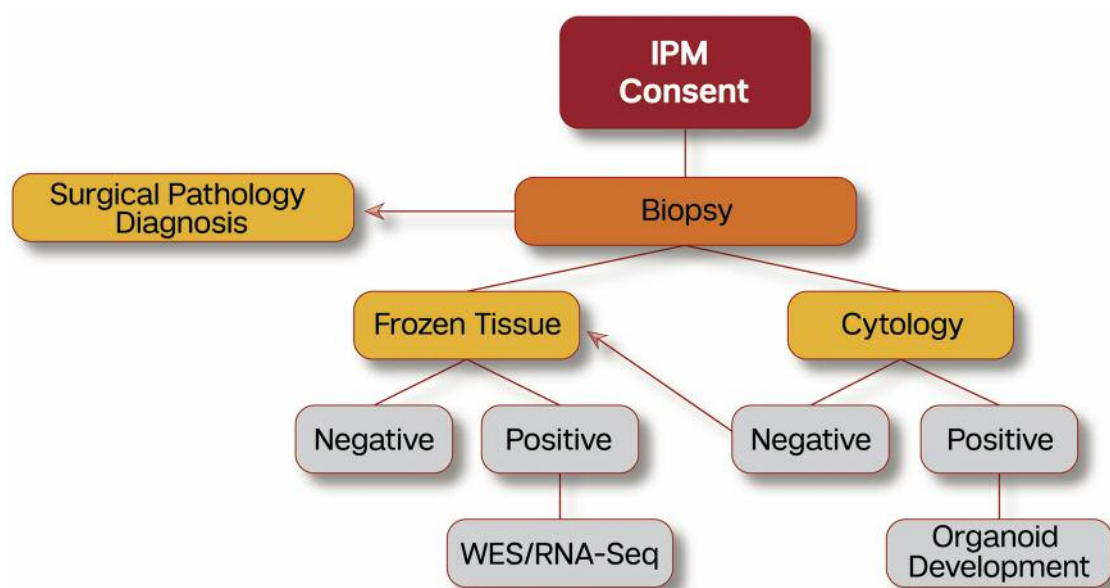 IPM
Consent
Surgical Pathology
Diagnosis
Biopsy
Frozen Tissue
Cytology
Negative
Positive
Negative
Positive
WES/RNA-Seq
Organoid
Development